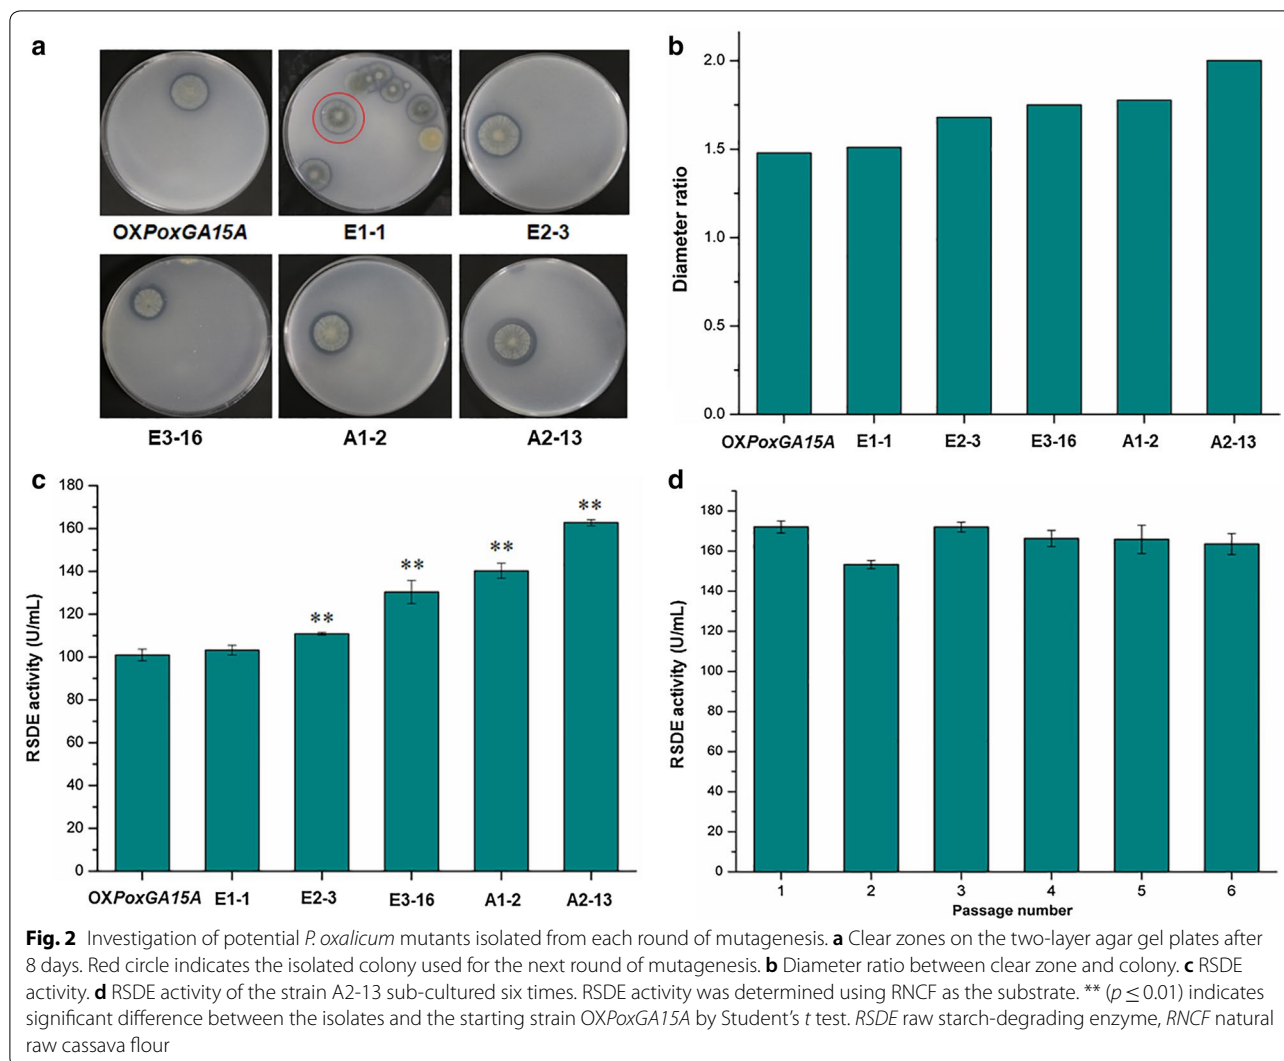 a
OXPoxGA15A
E1-1
E2-3
E3-16
A1-2
A2-13
b
Diameter ratio
2.0
1.5
1.0
0.5
0.0
OXPoxGA15A
E1-1
E2-3
E3-16
A1-2
A2-13
c
RSDE activity (U/mL)
180
160
140
120
100
80
60
40
20
0
**
**
**
**
OXPoxGA15A
E1-1
E2-3
E3-16
A1-2
A2-13
d
RSDE activity (U/mL)
180
160
140
120
100
80
60
40
20
0
1
2
3
4
5
6
Passage number
Fig. 2 Investigation of potential P. oxalicum mutants isolated from each round of mutagenesis. a Clear zones on the two-layer agar gel plates after
8 days. Red circle indicates the isolated colony used for the next round of mutagenesis. b Diameter ratio between clear zone and colony. c RSDE
activity. d RSDE activity of the strain A2-13 sub-cultured six times. RSDE activity was determined using RNCF as the substrate. ** (p ≤ 0.01) indicates
significant difference between the isolates and the starting strain OXPoxGA15A by Student's t test. RSDE raw starch-degrading enzyme, RNCF natural
raw cassava flour